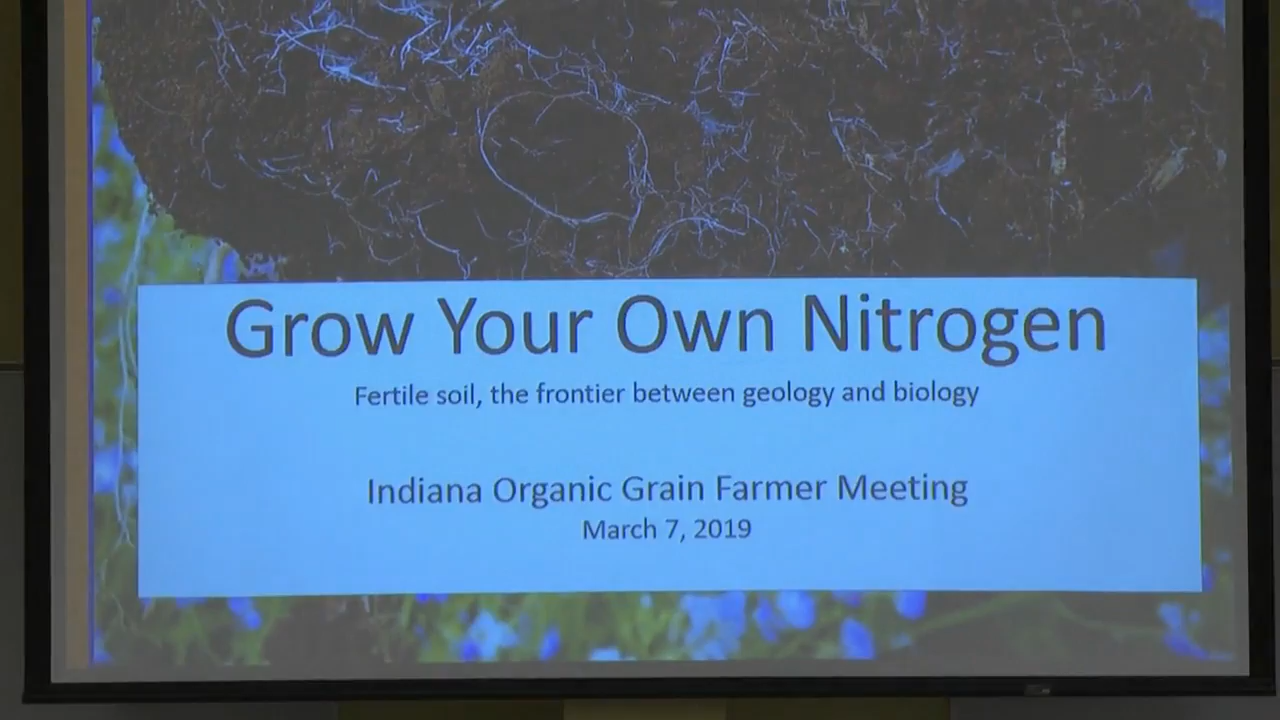 Grow Your Own Nitrogen
Fertile soil, the frontier between geology and biology
Indiana Organic Grain Farmer Meeting
March 7, 2019